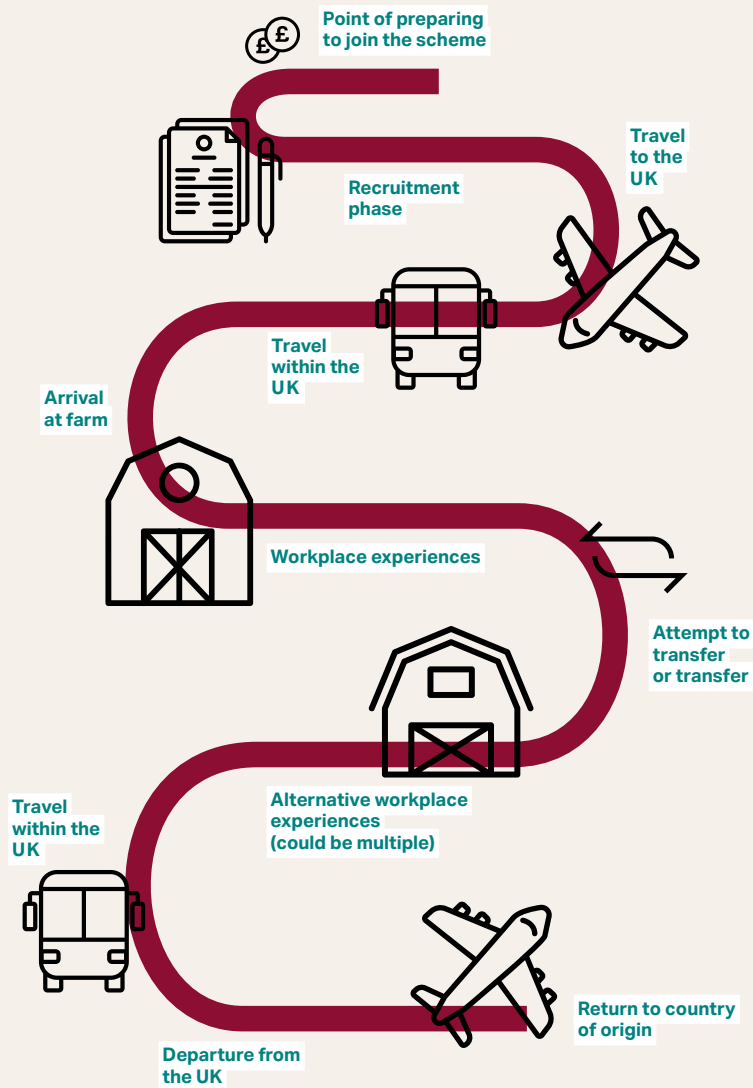 £
£
Point of preparing
to join the scheme
Recruitment
phase
Travel
to the
UK
Travel
within the
UK
Arrival
at farm
Workplace experiences
Attempt to
transfer
or transfer
Alternative workplace
experiences
(could be multiple)
Travel
within the
UK
Departure from
the UK
Return to country
of origin